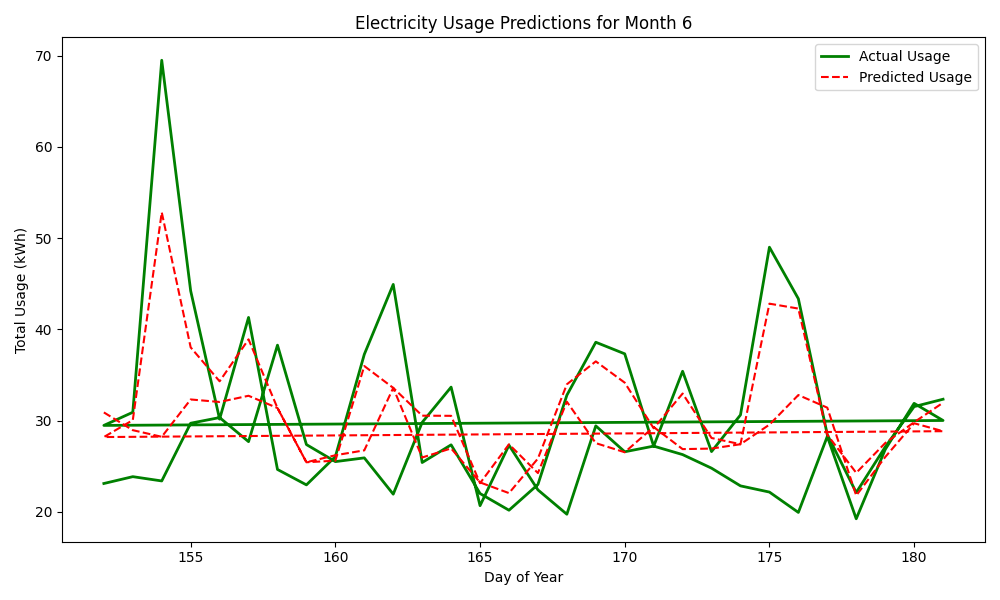 Electricity Usage Predictions for Month 6
Actual Usage
Predicted Usage
70
60
50
40
30
20
Total Usage (kWh)
155
160
165
170
175
180
Day of Year